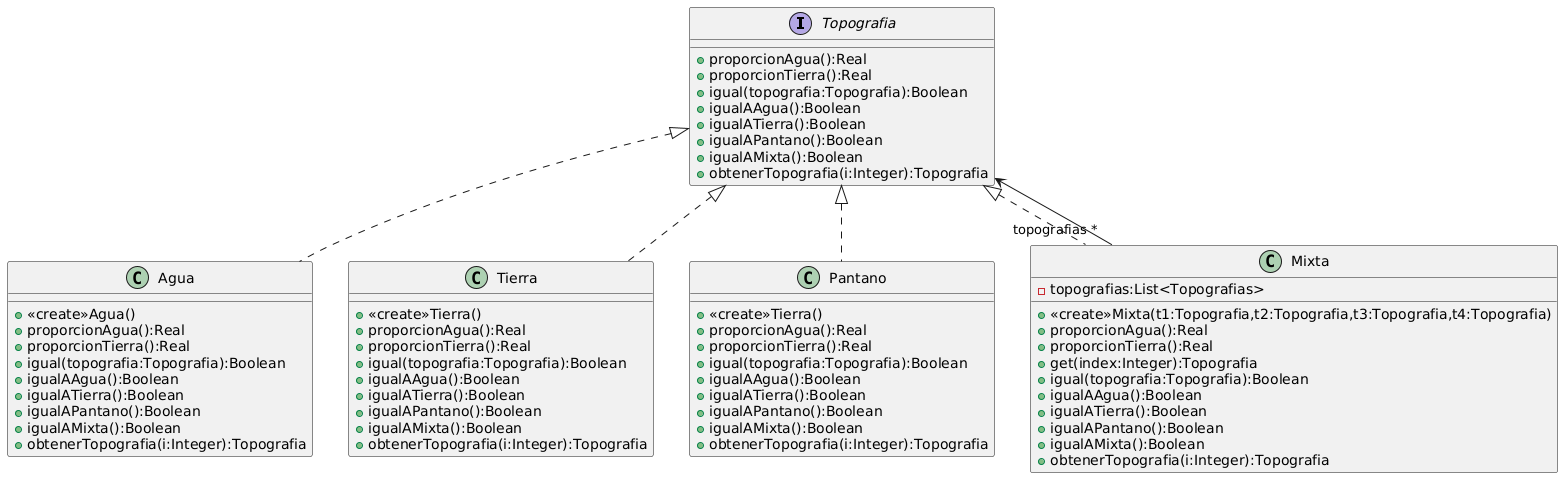 I Topografia
proporcionAgua():Real
proporcionTierra():Real
igual(topografia:Topografia):Boolean
igualAAgua():Boolean
igualATierra():Boolean
igualAPantano():Boolean
igualAMixta():Boolean
obtenerTopografia(i:Integer):Topografia
topografias *
C Agua
«create»Agua()
proporcionAgua():Real
proporcionTierra():Real
igual(topografia:Topografia):Boolean
igualAAgua():Boolean
igualATierra():Boolean
igualAPantano():Boolean
igualAMixta():Boolean
obtenerTopografia(i:Integer):Topografia
C Tierra
«create»Tierra()
proporcionAgua():Real
proporcionTierra():Real
igual(topografia:Topografia):Boolean
igualAAgua():Boolean
igualATierra():Boolean
igualAPantano():Boolean
igualAMixta():Boolean
obtenerTopografia(i:Integer):Topografia
C Pantano
«create»Tierra()
proporcionAgua():Real
proporcionTierra():Real
igual(topografia:Topografia):Boolean
igualAAgua():Boolean
igualATierra():Boolean
igualAPantano():Boolean
igualAMixta():Boolean
obtenerTopografia(i:Integer):Topografia
C Mixta
topografias:List<Topografias>
«create»Mixta(t1:Topografia,t2:Topografia,t3:Topografia,t4:Topografia)
proporcionAgua():Real
proporcionTierra():Real
get(index:Integer):Topografia
igual(topografia:Topografia):Boolean
igualAAgua():Boolean
igualATierra():Boolean
igualAPantano():Boolean
igualAMixta():Boolean
obtenerTopografia(i:Integer):Topografia